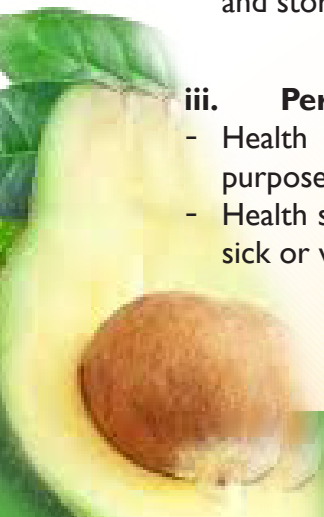 and stor
iii. Per
- Health
purpose
- Health s
sick or v